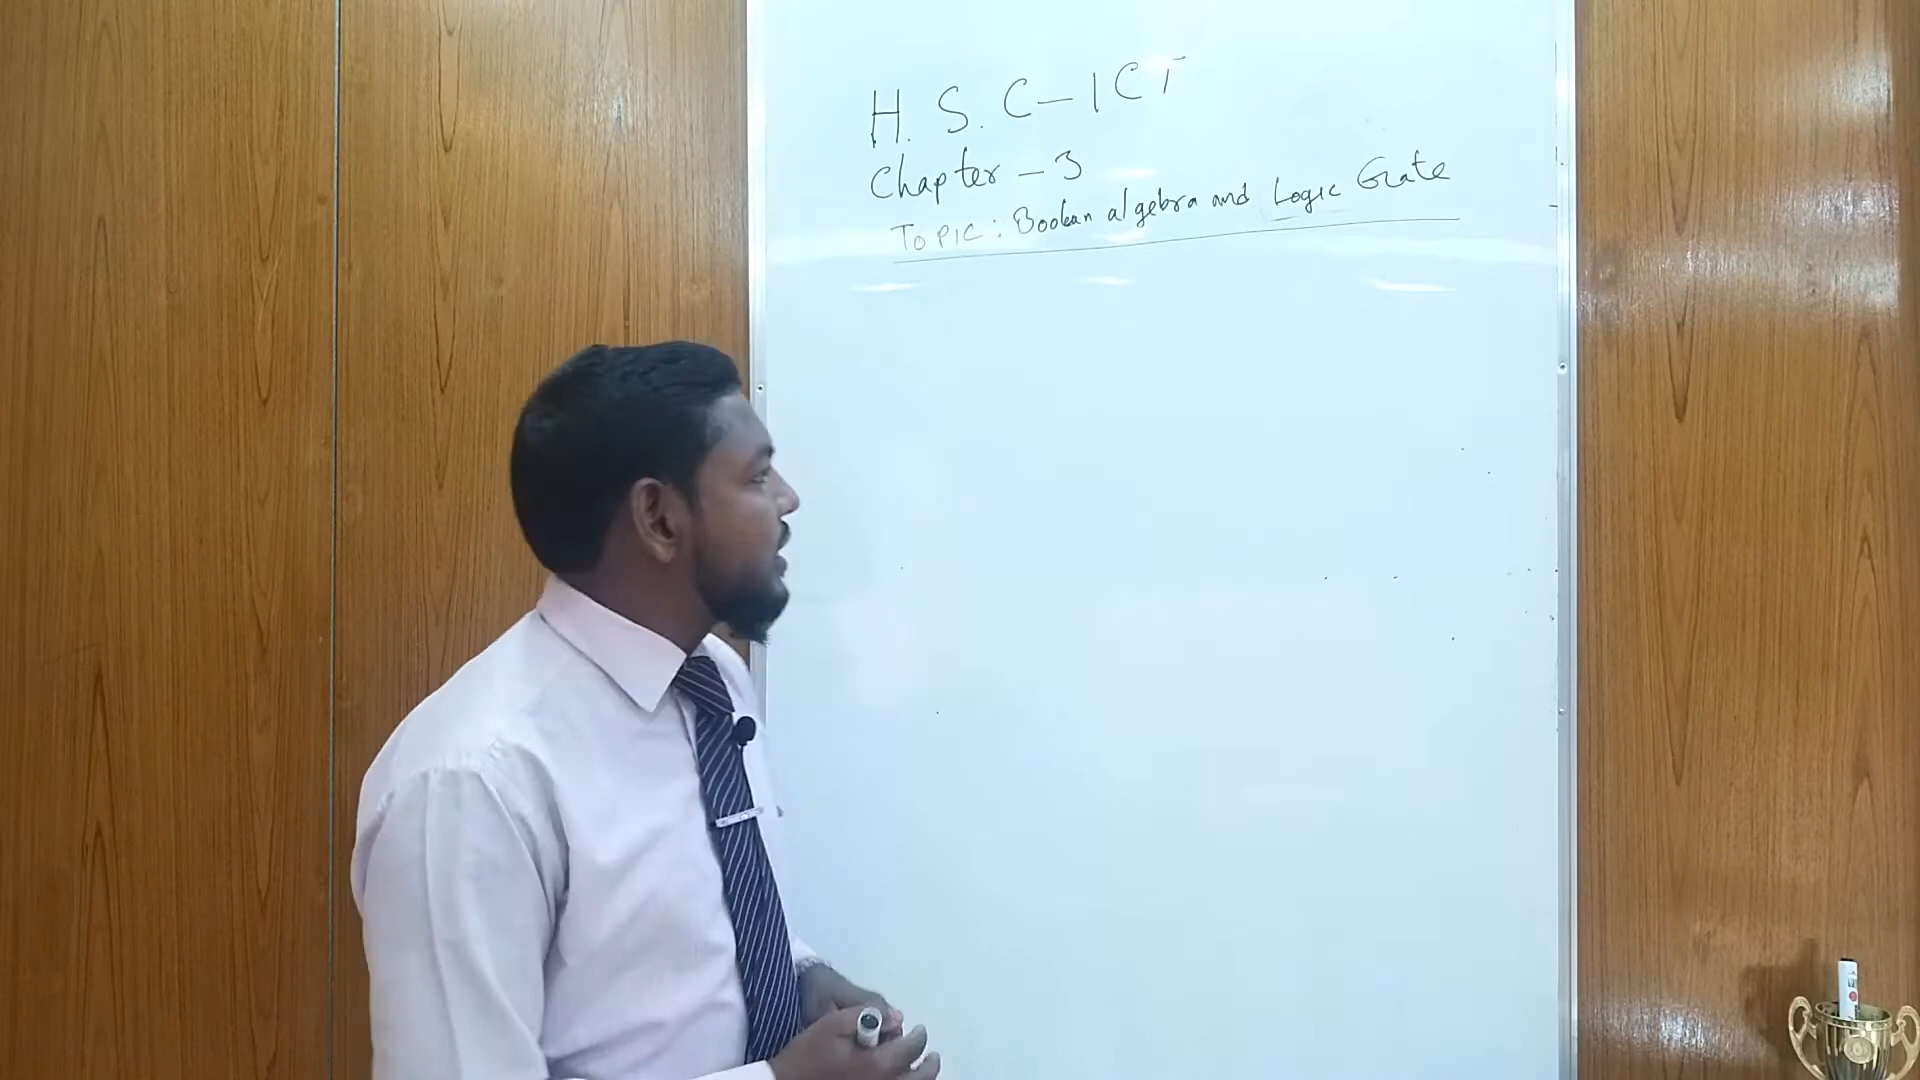 H. S. C - ICT
Chapter - 3
Topic: Boolean algebra and Logic Gate